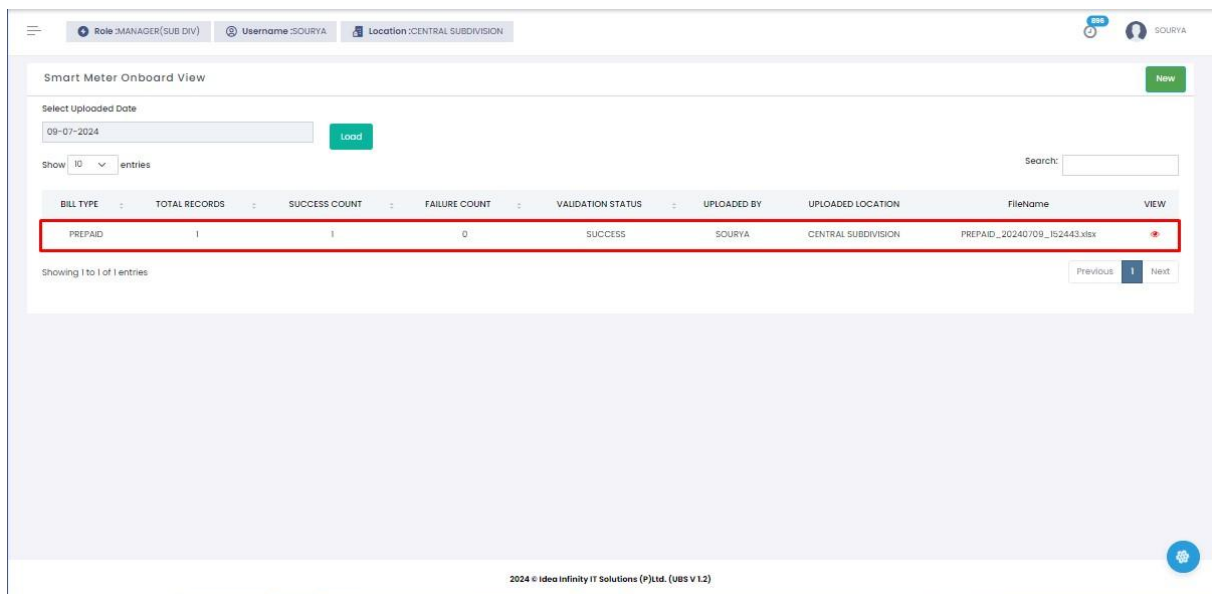 Role :MANAGER(SUB DIV) Username :SOURYA Location :CENTRAL SUBDIVISION 896 SOURYA
Smart Meter Onboard View New
Select Uploaded Date
09-07-2024 Load
Show 10 entries Search:
BILL TYPE TOTAL RECORDS SUCCESS COUNT FAILURE COUNT VALIDATION STATUS UPLOADED BY UPLOADED LOCATION FileName VIEW
PREPAID 1 1 0 SUCCESS SOURYA CENTRAL SUBDIVISION PREPAID_20240709_152443.xlsx
Showing 1 to 1 of 1 entries Previous 1 Next
2024 © Idea Infinity IT Solutions (P)Ltd. (UBS V 1.2)